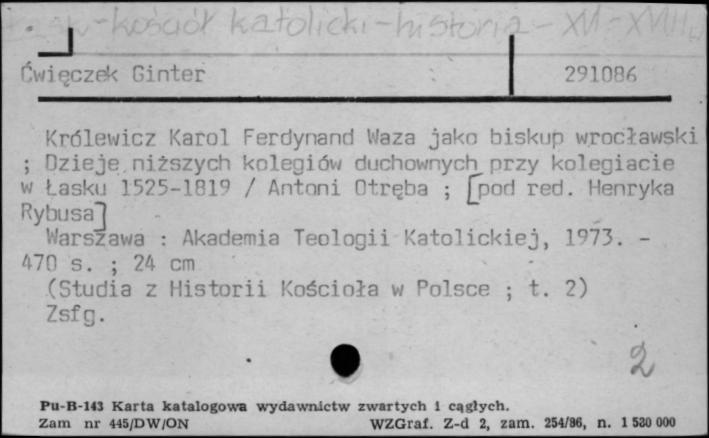 kościół katolicki - historia - XVI - XVIII w
Ćwięczek Ginter 291086
Królewicz Karol Ferdynand Waza jako biskup wrocławski
; Dzieje niższych kolegiów duchownych przy kolegiacie
w Łasku 1525-1819 / Antoni Otręba ; [pod red. Henryka
Rybusa]
Warszawa : Akademia Teologii Katolickiej, 1973. -
470 s. ; 24 cm
(Studia z Historii Kościoła w Polsce ; t. 2)
Zsfg.
2
Pu-B-143 Karta katalogowa wydawnictw zwartych i ciągłych.
Zam nr 445/DW/ON WZGraf. Z-d 2, zam. 254/86, n. 1 530 000